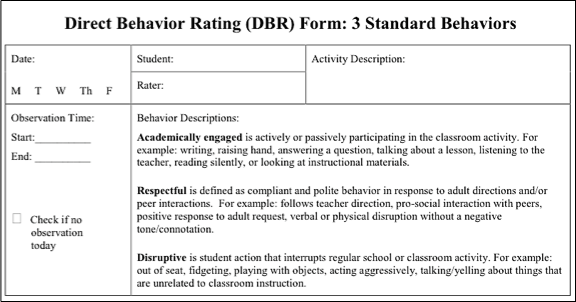 Direct Behavior Rating (DBR) Form: 3 Standard Behaviors
Date:
M T W Th F
Student:
Rater:
Activity Description:
Observation Time:
Start:__________
End: __________
☐ Check if no
observation
today
Behavior Descriptions:
Academically engaged is actively or passively participating in the classroom activity. For
example: writing, raising hand, answering a question, talking about a lesson, listening to the
teacher, reading silently, or looking at instructional materials.
Respectful is defined as compliant and polite behavior in response to adult directions and/or
peer interactions. For example: follows teacher direction, pro-social interaction with peers,
positive response to adult request, verbal or physical disruption without a negative
tone/connotation.
Disruptive is student action that interrupts regular school or classroom activity. For example:
out of seat, fidgeting, playing with objects, acting aggressively, talking/yelling about things that
are unrelated to classroom instruction.